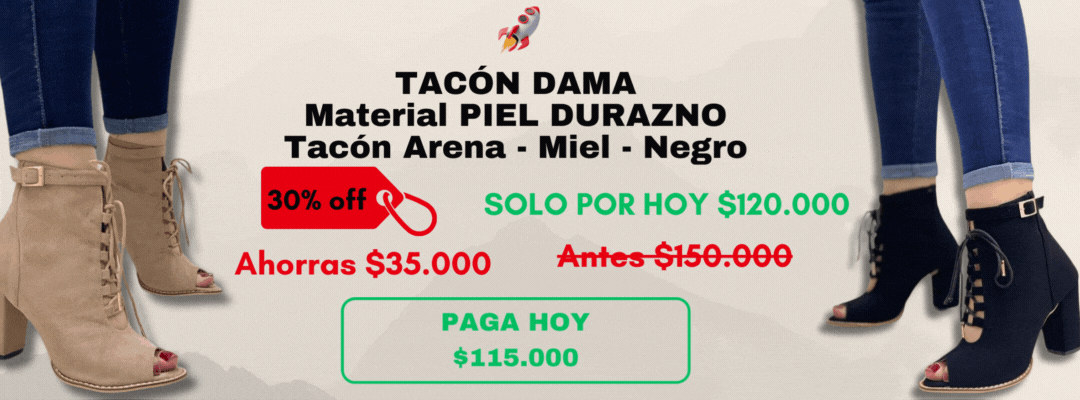 TACÓN DAMA
Material PIEL DURAZNO
Tacón Arena - Miel - Negro
30% off
SOLO POR HOY $120.000
Ahorras $35.000
Antes $150.000
PAGA HOY
$115.000